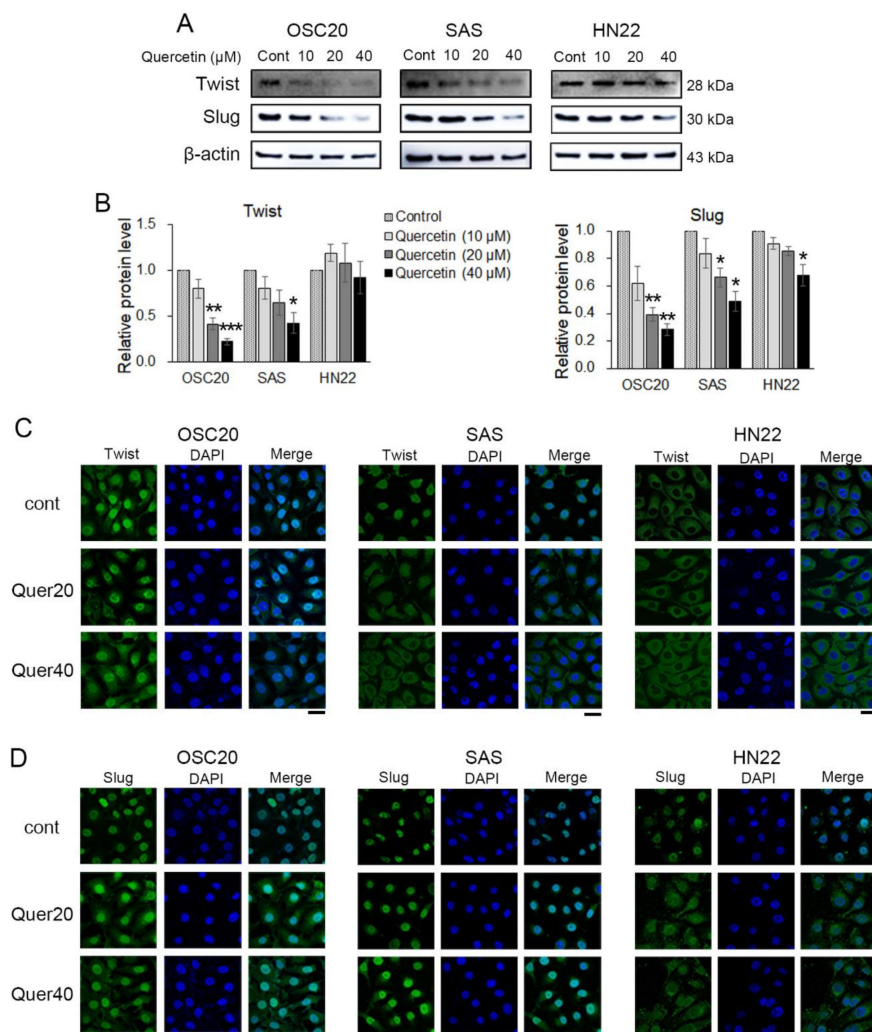 A
OSC20 SAS HN22
Quercetin (μM) Cont 10 20 40 Cont 10 20 40 Cont 10 20 40
Twist 28 kDa
Slug 30 kDa
β-actin 43 kDa
B
Twist
Relative protein level
1.5
1.0
0.5
0.0
** *** *
OSC20 SAS HN22
Control
Quercetin (10 μM)
Quercetin (20 μM)
Quercetin (40 μM)
Slug
Relative protein level
1.0
0.8
0.6
0.4
0.2
0.0
** ** * * *
OSC20 SAS HN22
C
OSC20 SAS HN22
Twist DAPI Merge Twist DAPI Merge Twist DAPI Merge
cont
Quer20
Quer40
D
OSC20 SAS HN22
Slug DAPI Merge Slug DAPI Merge Slug DAPI Merge
cont
Quer20
Quer40